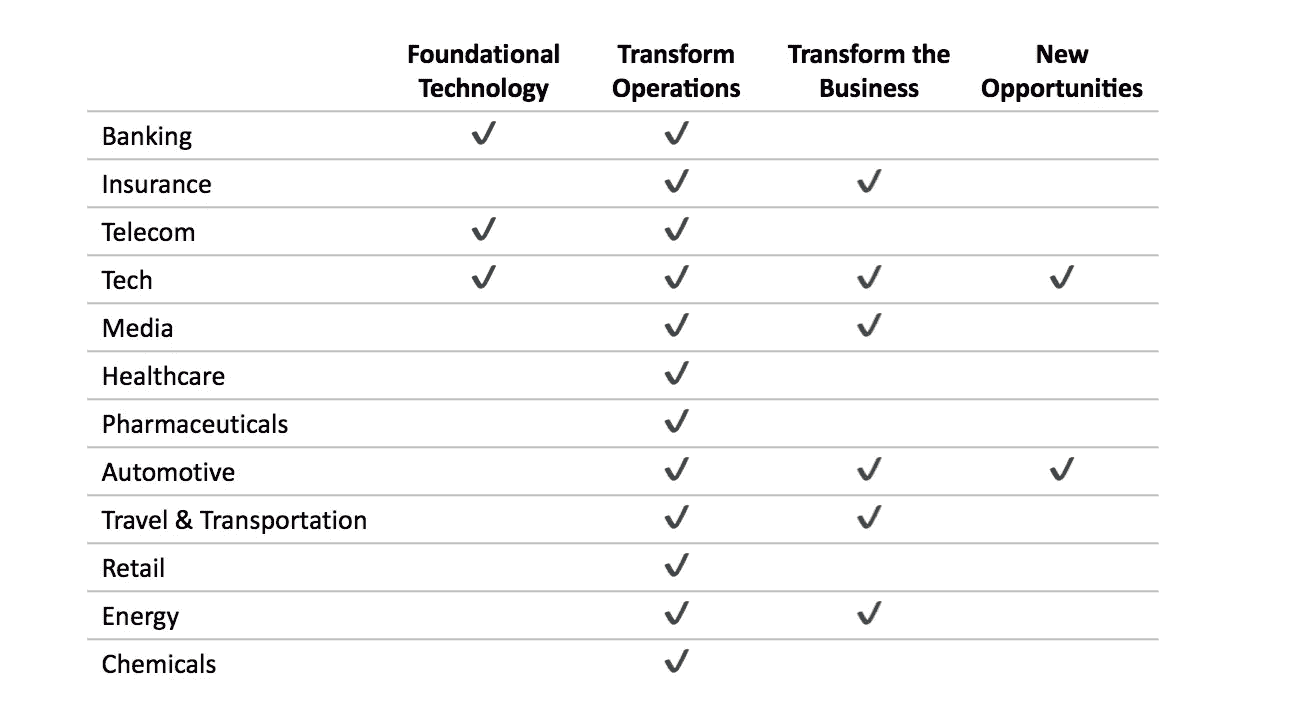 Foundational Technology	Transform Operations	Transform the Business	New Opportunities
Banking	✓	✓
Insurance		✓	✓
Telecom	✓	✓
Tech	✓	✓	✓	✓
Media		✓	✓
Healthcare		✓
Pharmaceuticals		✓
Automotive		✓	✓	✓
Travel & Transportation		✓	✓
Retail		✓
Energy		✓	✓
Chemicals		✓